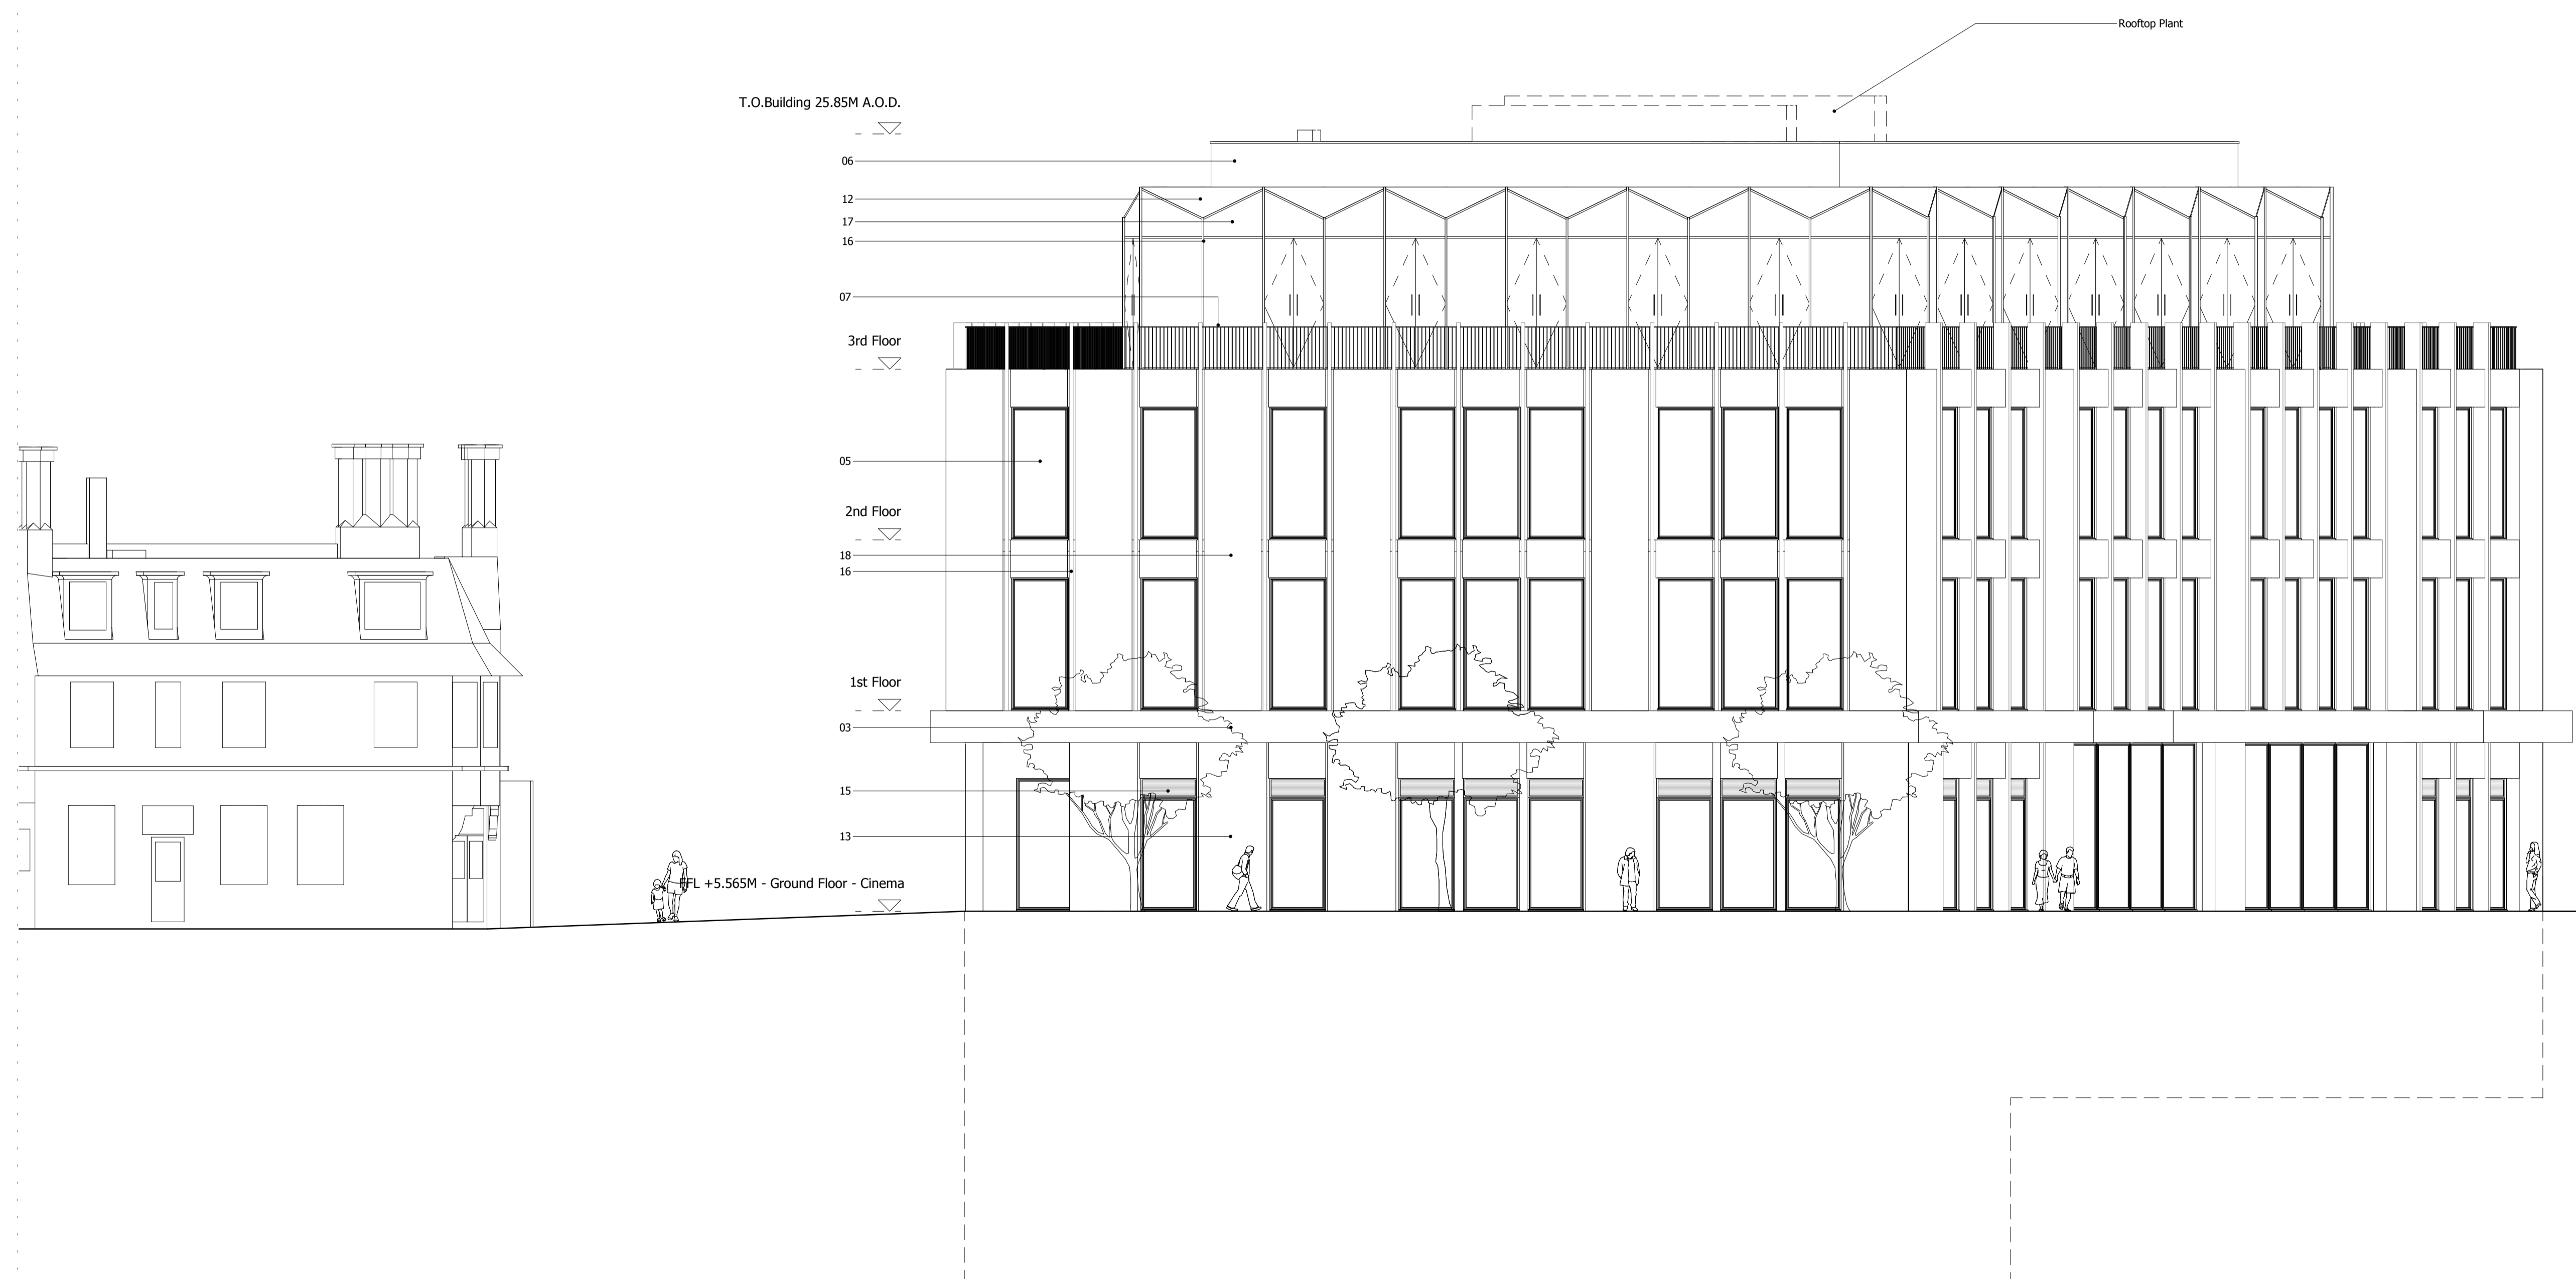 Rooftop Plant
T.O.Building 25.85M A.O.D.
06
12
17
16
07
3rd Floor
05
2nd Floor
18
16
1st Floor
03
15
13
FFL +5.565M - Ground Floor - Cinema